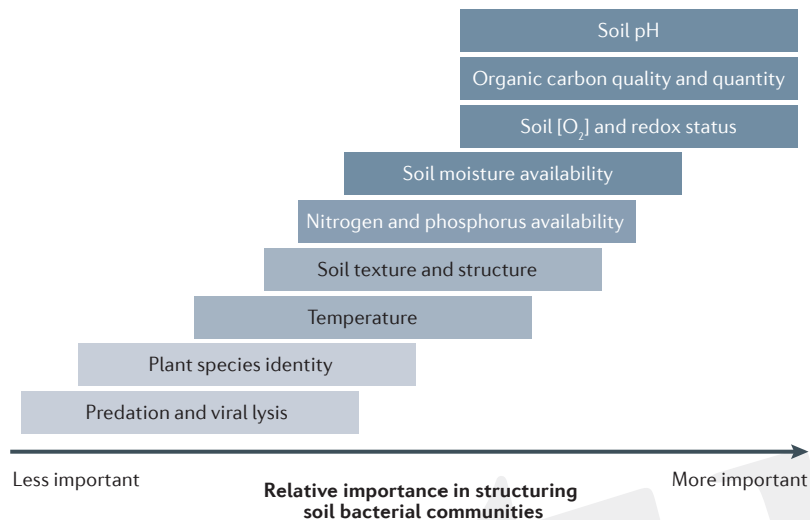 Soil pH
Organic carbon quality and quantity
Soil [O₂] and redox status
Soil moisture availability
Nitrogen and phosphorus availability
Soil texture and structure
Temperature
Plant species identity
Predation and viral lysis
Less important
More important
Relative importance in structuring
soil bacterial communities